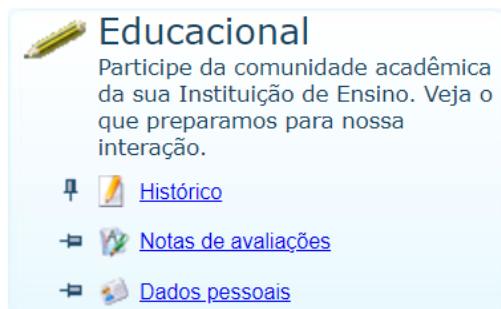 Educacional
Participe da comunidade acadêmica
da sua Instituição de Ensino. Veja o
que preparamos para nossa
interação.
Histórico
Notas de avaliações
Dados pessoais